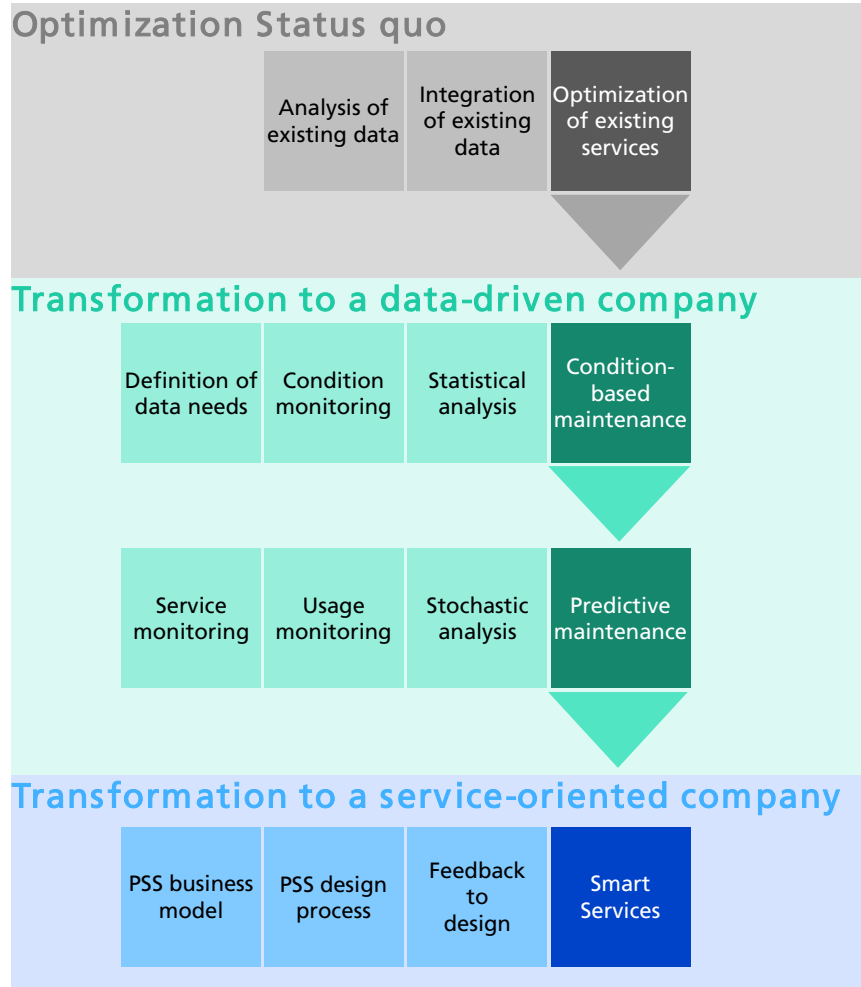 Optimization Status quo
Analysis of
existing data
Integration
of existing
data
Optimization
of existing
services
Transformation to a data-driven company
Definition of
data needs
Condition
monitoring
Statistical
analysis
Condition-
based
maintenance
Service
monitoring
Usage
monitoring
Stochastic
analysis
Predictive
maintenance
Transformation to a service-oriented company
PSS business
model
PSS design
process
Feedback
to
design
Smart
Services